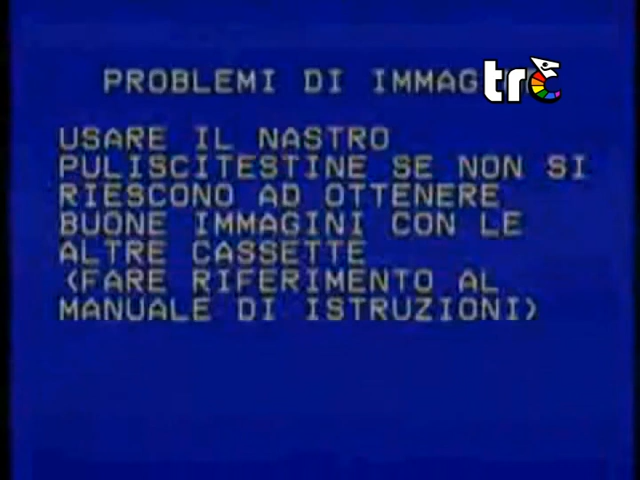 PROBLEMI DI IMMAG
trc
USARE IL NASTRO
PULISCITESTINE SE NON SI
RIESCONO AD OTTENERE
BUONE IMMAGINI CON LE
ALTRE CASSETTE
(FARE RIFERIMENTO AL
MANUALE DI ISTRUZIONI)